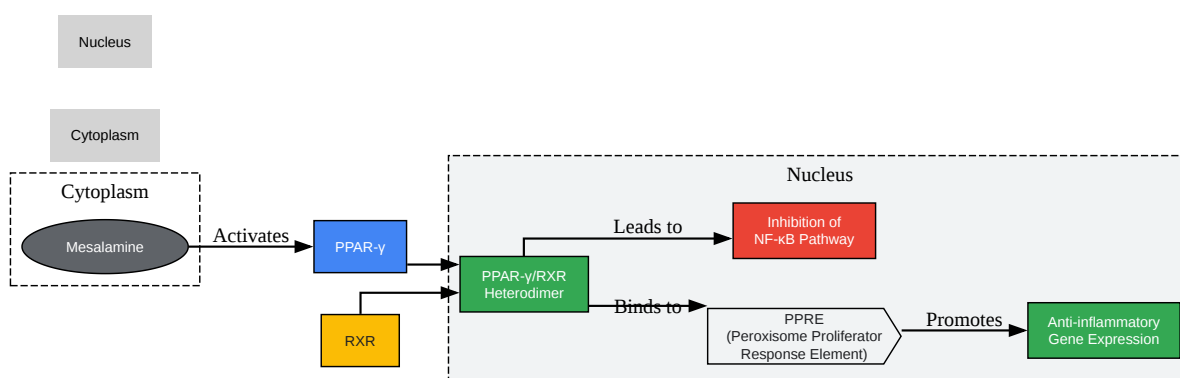 Nucleus
Cytoplasm
Cytoplasm
Mesalamine
Activates
PPAR-γ
RXR
Nucleus
PPAR-γ/RXR
Heterodimer
Leads to
Inhibition of
NF-κB Pathway
Binds to
PPRE
(Peroxisome Proliferator
Response Element)
Promotes
Anti-inflammatory
Gene Expression